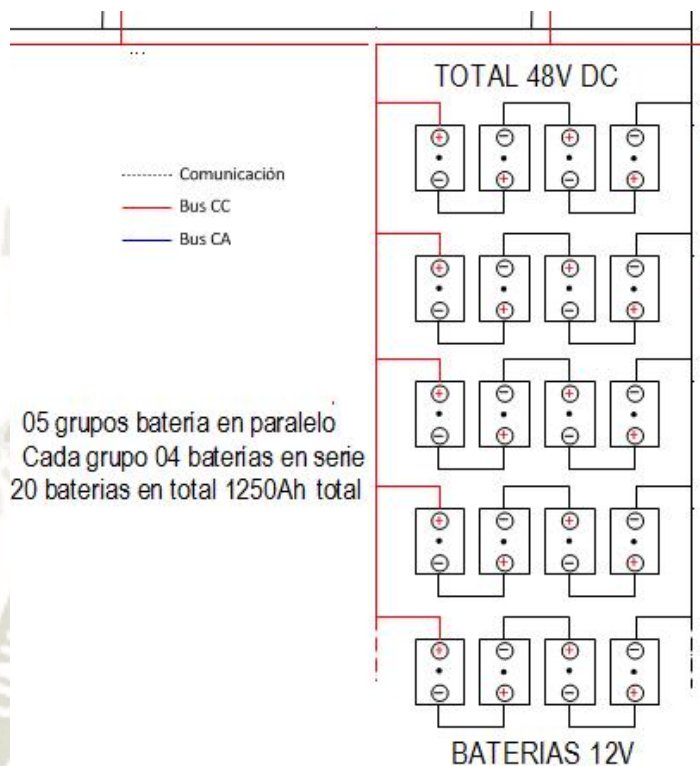 TOTAL 48V DC
Comunicación
Bus CC
Bus CA
05 grupos bateria en paralelo
Cada grupo 04 baterias en serie
20 baterias en total 1250Ah total
BATERIAS 12V